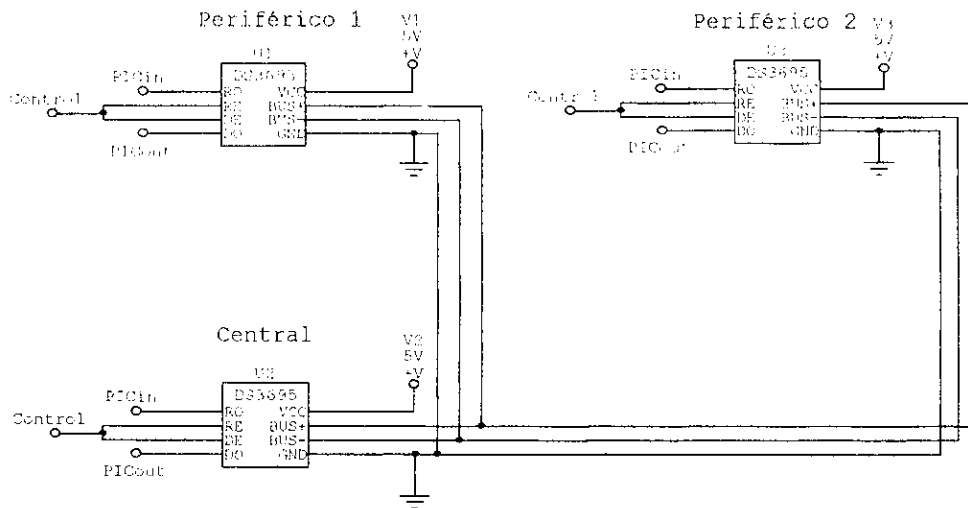 Periférico 1
V1
5V
+V
U1
DS3695
PICin
Control
PICout
RO
RE
DE
DO
VCC
BUS+
BUS-
GND
Periférico 2
V3
+V
U3
DS3695
PICin
RO
RE
DE
DO
VCC
BUS+
BUS-
GND
Central
V2
5V
+V
U2
DS3695
PICin
Control
PICout
RO
RE
DE
DO
VCC
BUS+
BUS-
GND